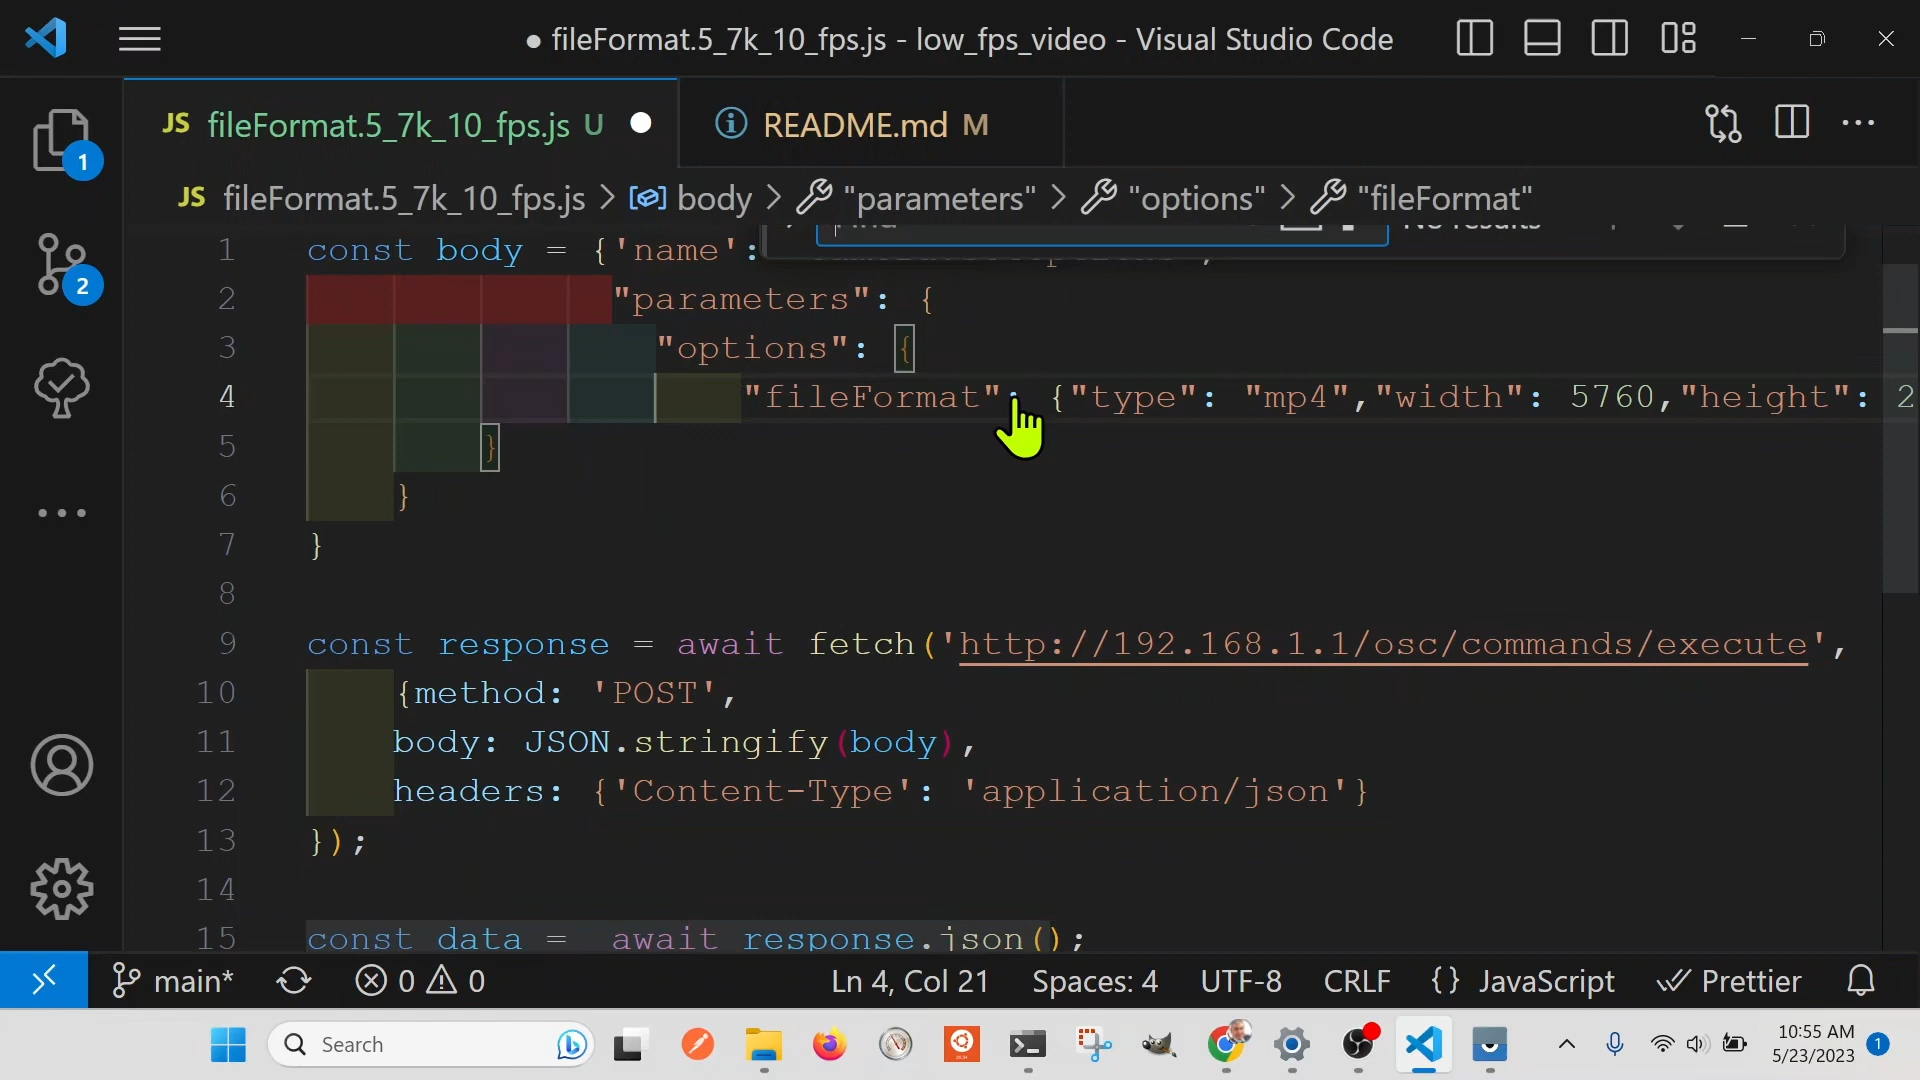 ● fileFormat.5_7k_10_fps.js - low_fps_video - Visual Studio Code
JS fileFormat.5_7k_10_fps.js U
README.md M
JS fileFormat.5_7k_10_fps.js > body > "parameters" > "options" > "fileFormat"
1
2
1 const body = {'name':
2 "parameters": {
3 "options": {
4 "fileFormat": {"type": "mp4","width": 5760,"height": 2
5 }
6 }
7 }
8
9 const response = await fetch('http://192.168.1.1/osc/commands/execute',
10 {method: 'POST',
11 body: JSON.stringify(body),
12 headers: {'Content-Type': 'application/json'}
13 });
14
15 const data = await response.json();
main* 0 0 Ln 4, Col 21 Spaces: 4 UTF-8 CRLF {} JavaScript Prettier
Search
10:55 AM
5/23/2023
1